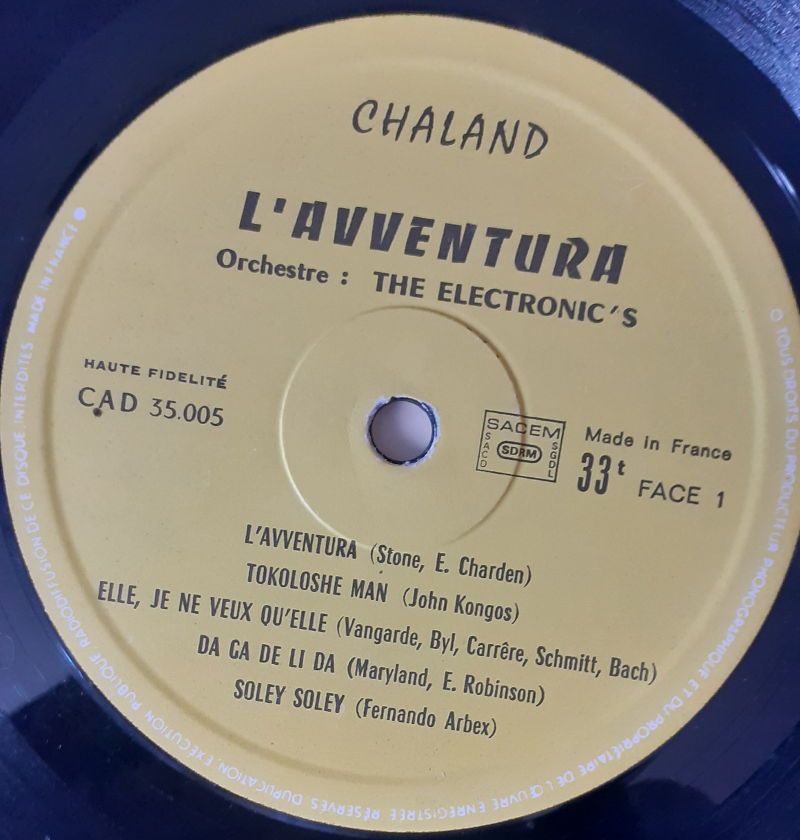 CHALAND
L'AVVENTURA
Orchestre : THE ELECTRONIC'S
HAUTE FIDELITÉ
CAD 35.005
SACEM
SACD
SDRM
SGDL
Made in France
33t FACE 1
L'AVVENTURA (Stone, E. Charden)
TOKOLOSHE MAN (John Kongos)
ELLE, JE NE VEUX QU'ELLE (Vangarde, Byl, Carrêre, Schmitt, Bach)
DA GA DE LI DA (Maryland, E. Robinson)
SOLEY SOLEY (Fernando Arbex)
TOUS DROITS DU PRODUCTEUR PHONOGRAPHIQUE ET DU PROPRIÉTAIRE DE L'ŒUVRE ENREGISTREE RÉSERVÉS DUPLICATION, EXÉCUTION PUBLIQUE RADIODIFFUSION DE CE DISQUE INTERDITES MADE IN FRANCE